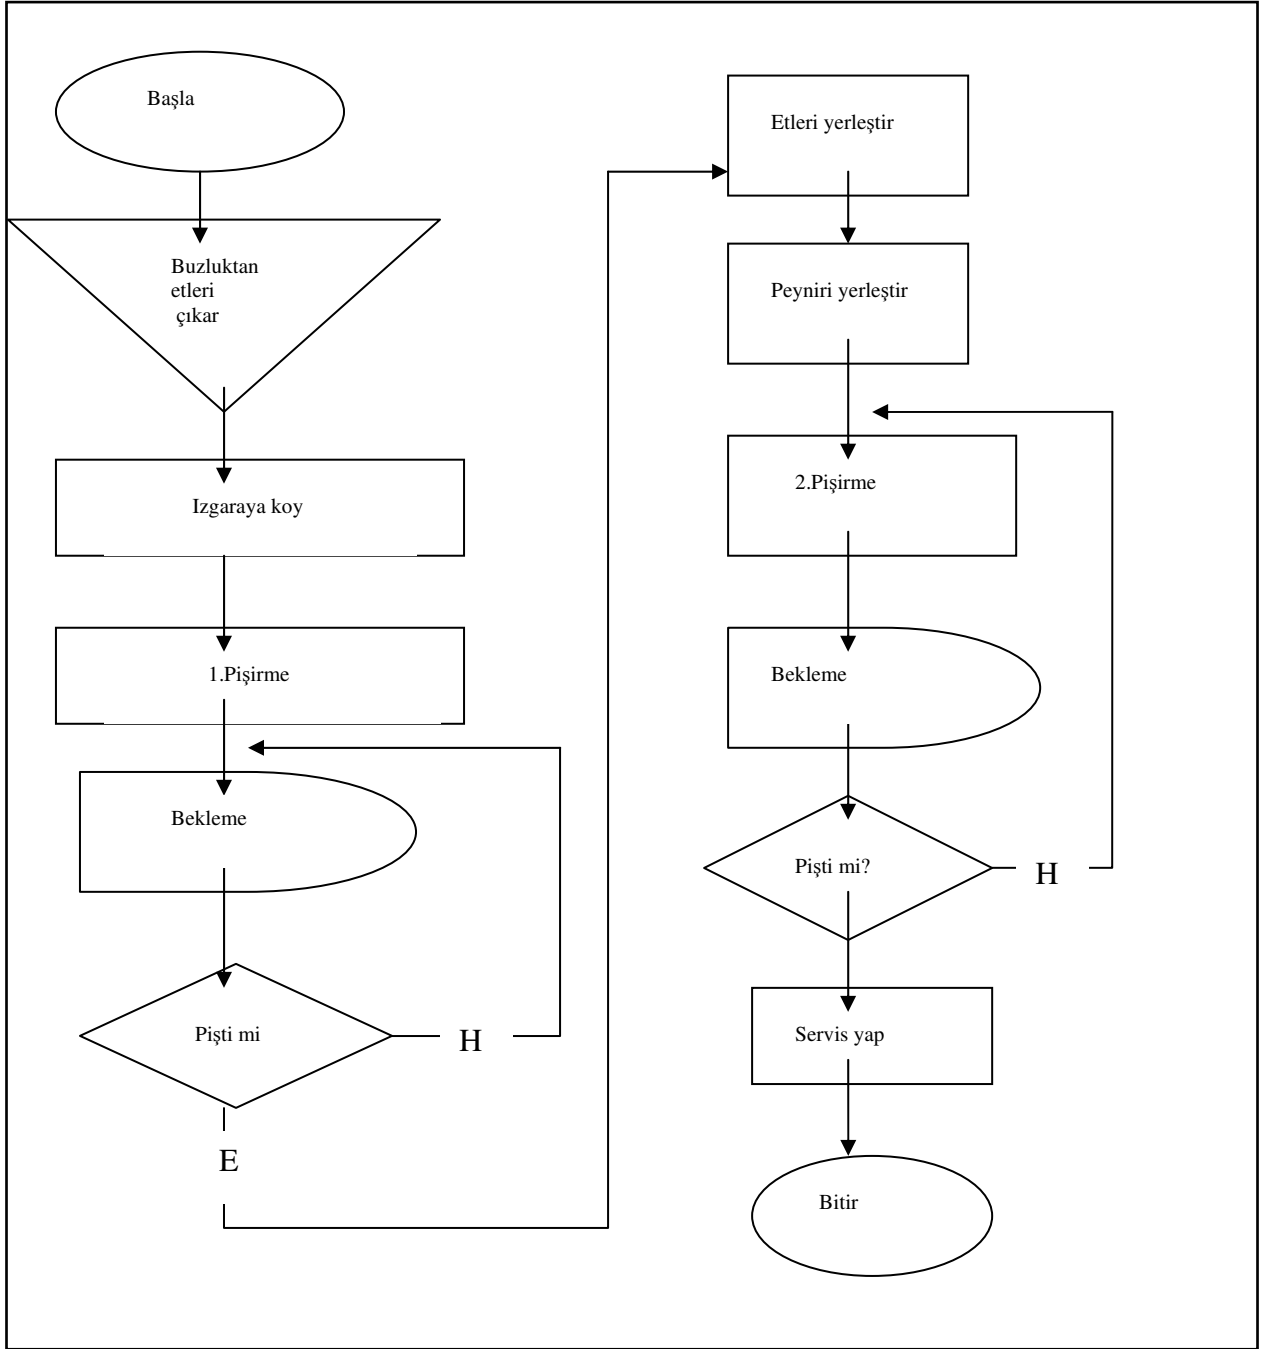 Başla
Buzluktan
etleri
çıkar
Izgaraya koy
1.Pişirme
Bekleme
Pişti mi
H
E
Etleri yerleştir
Peyniri yerleştir
2.Pişirme
Bekleme
Pişti mi?
H
Servis yap
Bitir